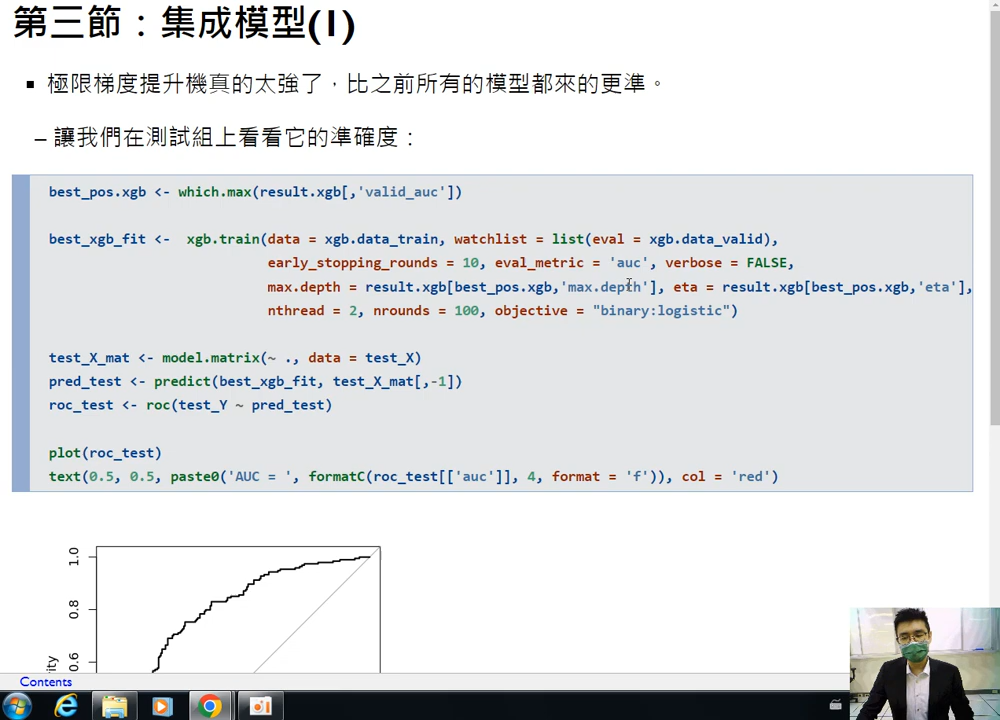 第三節：集成模型(1)
▪ 極限梯度提升機真的太強了，比之前所有的模型都來的更準。
– 讓我們在測試組上看看它的準確度：
best_pos.xgb <- which.max(result.xgb[,'valid_auc'])
best_xgb_fit <-  xgb.train(data = xgb.data_train, watchlist = list(eval = xgb.data_valid),
early_stopping_rounds = 10, eval_metric = 'auc', verbose = FALSE,
max.depth = result.xgb[best_pos.xgb,'max.depth'], eta = result.xgb[best_pos.xgb,'eta'],
nthread = 2, nrounds = 100, objective = "binary:logistic")
test_X_mat <- model.matrix(~ ., data = test_X)
pred_test <- predict(best_xgb_fit, test_X_mat[,-1])
roc_test <- roc(test_Y ~ pred_test)
plot(roc_test)
text(0.5, 0.5, paste0('AUC = ', formatC(roc_test[['auc']], 4, format = 'f')), col = 'red')
1.0
0.8
0.6
Contents